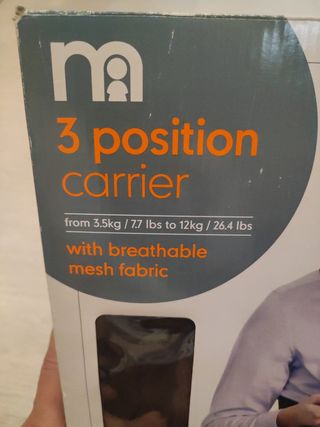 m
3 position
carrier
from 3.5kg / 7.7 lbs to 12kg / 26.4 lbs
with breathable
mesh fabric